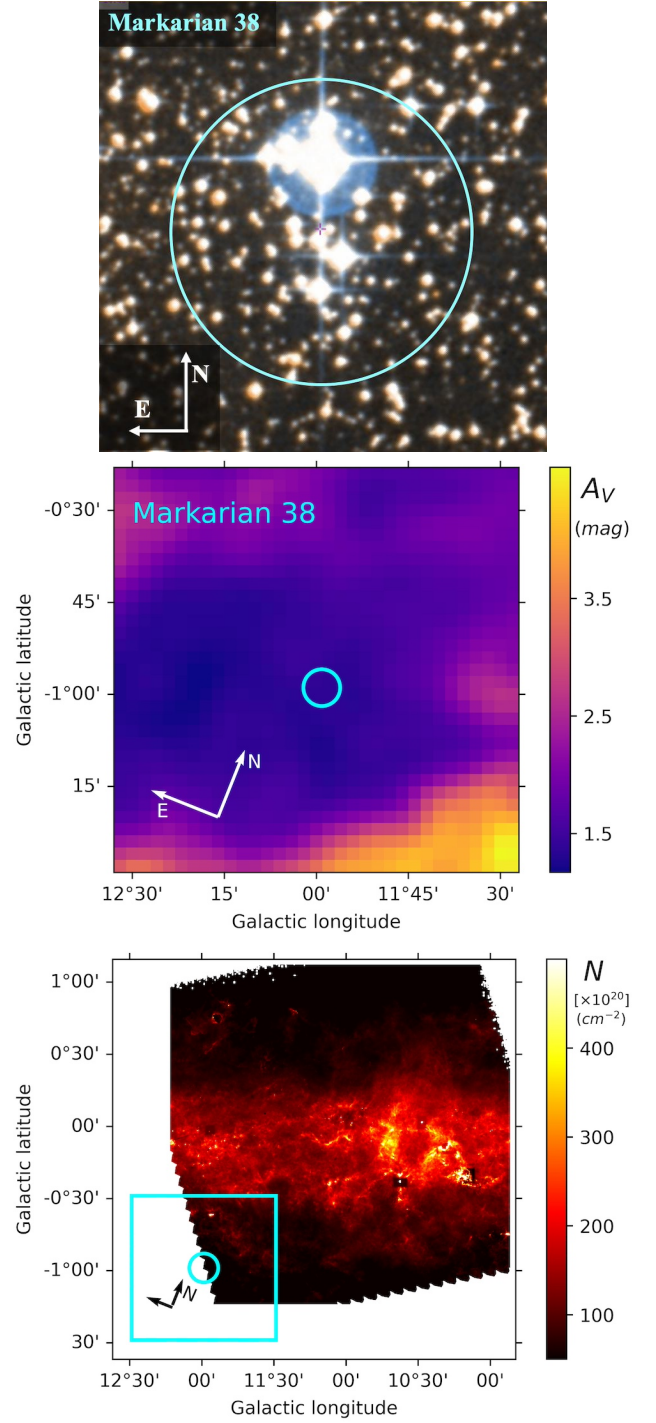 Markarian 38
N
E
Markarian 38
A_V
(mag)
-0°30'
45'
-1°00'
15'
3.5
2.5
1.5
N
E
12°30' 15' 00' 11°45' 30'
Galactic longitude
Galactic latitude
N
[×10²⁰]
(cm⁻²)
1°00'
0°30'
00'
-0°30'
-1°00'
30'
400
300
200
100
N
12°30' 00' 11°30' 00' 10°30' 00'
Galactic longitude
Galactic latitude